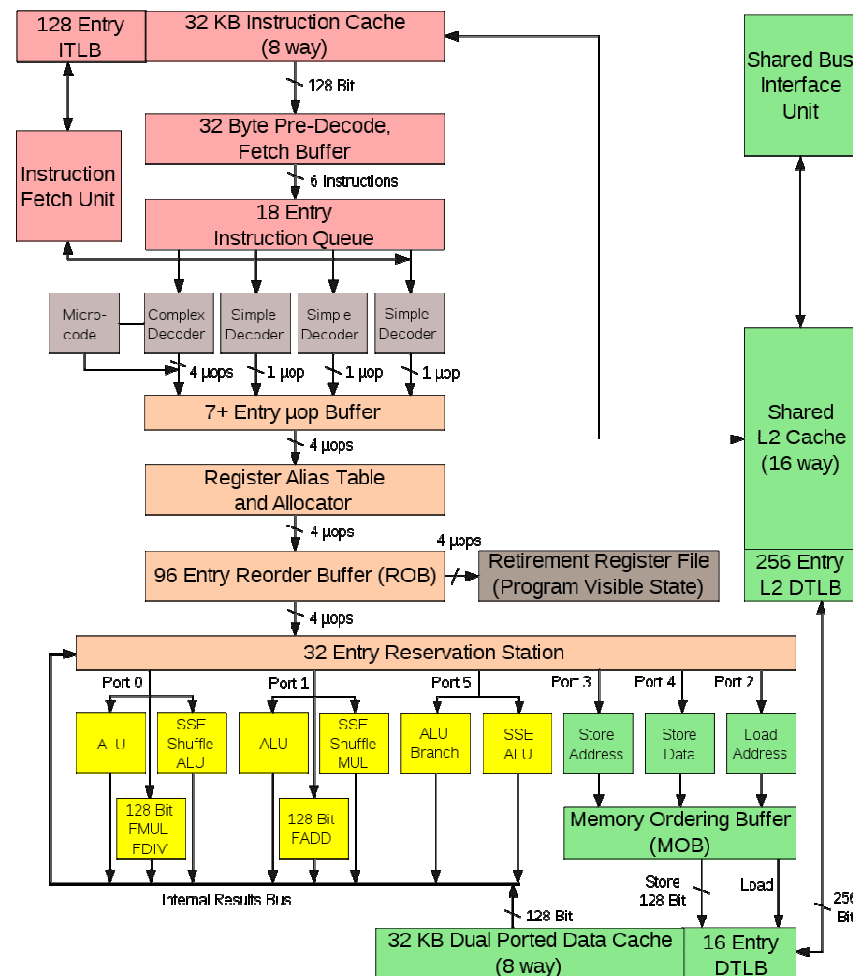 128 Entry
ITLB
32 KB Instruction Cache
(8 way)
Shared Bus
Interface
Unit
128 Bit
32 Byte Pre-Decode,
Fetch Buffer
Instruction
Fetch Unit
6 Instructions
18 Entry
Instruction Queue
Micro-
code
Complex
Decoder
Simple
Decoder
Simple
Decoder
Simple
Decoder
4 µops
1 µop
1 µop
1 µop
7+ Entry µop Buffer
Shared
L2 Cache
(16 way)
4 µops
Register Alias Table
and Allocator
4 µops
4 µops
96 Entry Reorder Buffer (ROB)
Retirement Register File
(Program Visible State)
256 Entry
L2 DTLB
4 µops
32 Entry Reservation Station
Port 0
Port 1
Port 5
Port 3
Port 4
Port 2
ALU
SSE
Shuffle
ALU
ALU
SSE
Shuffle
MUL
ALU
Branch
SSE
ALU
Store
Address
Store
Data
Load
Address
128 Bit
FMUL
FDIV
128 Bit
FADD
Memory Ordering Buffer
(MOB)
Internal Results Bus
Store
128 Bit
Load
256
Bit
128 Bit
32 KB Dual Ported Data Cache
(8 way)
16 Entry
DTLB